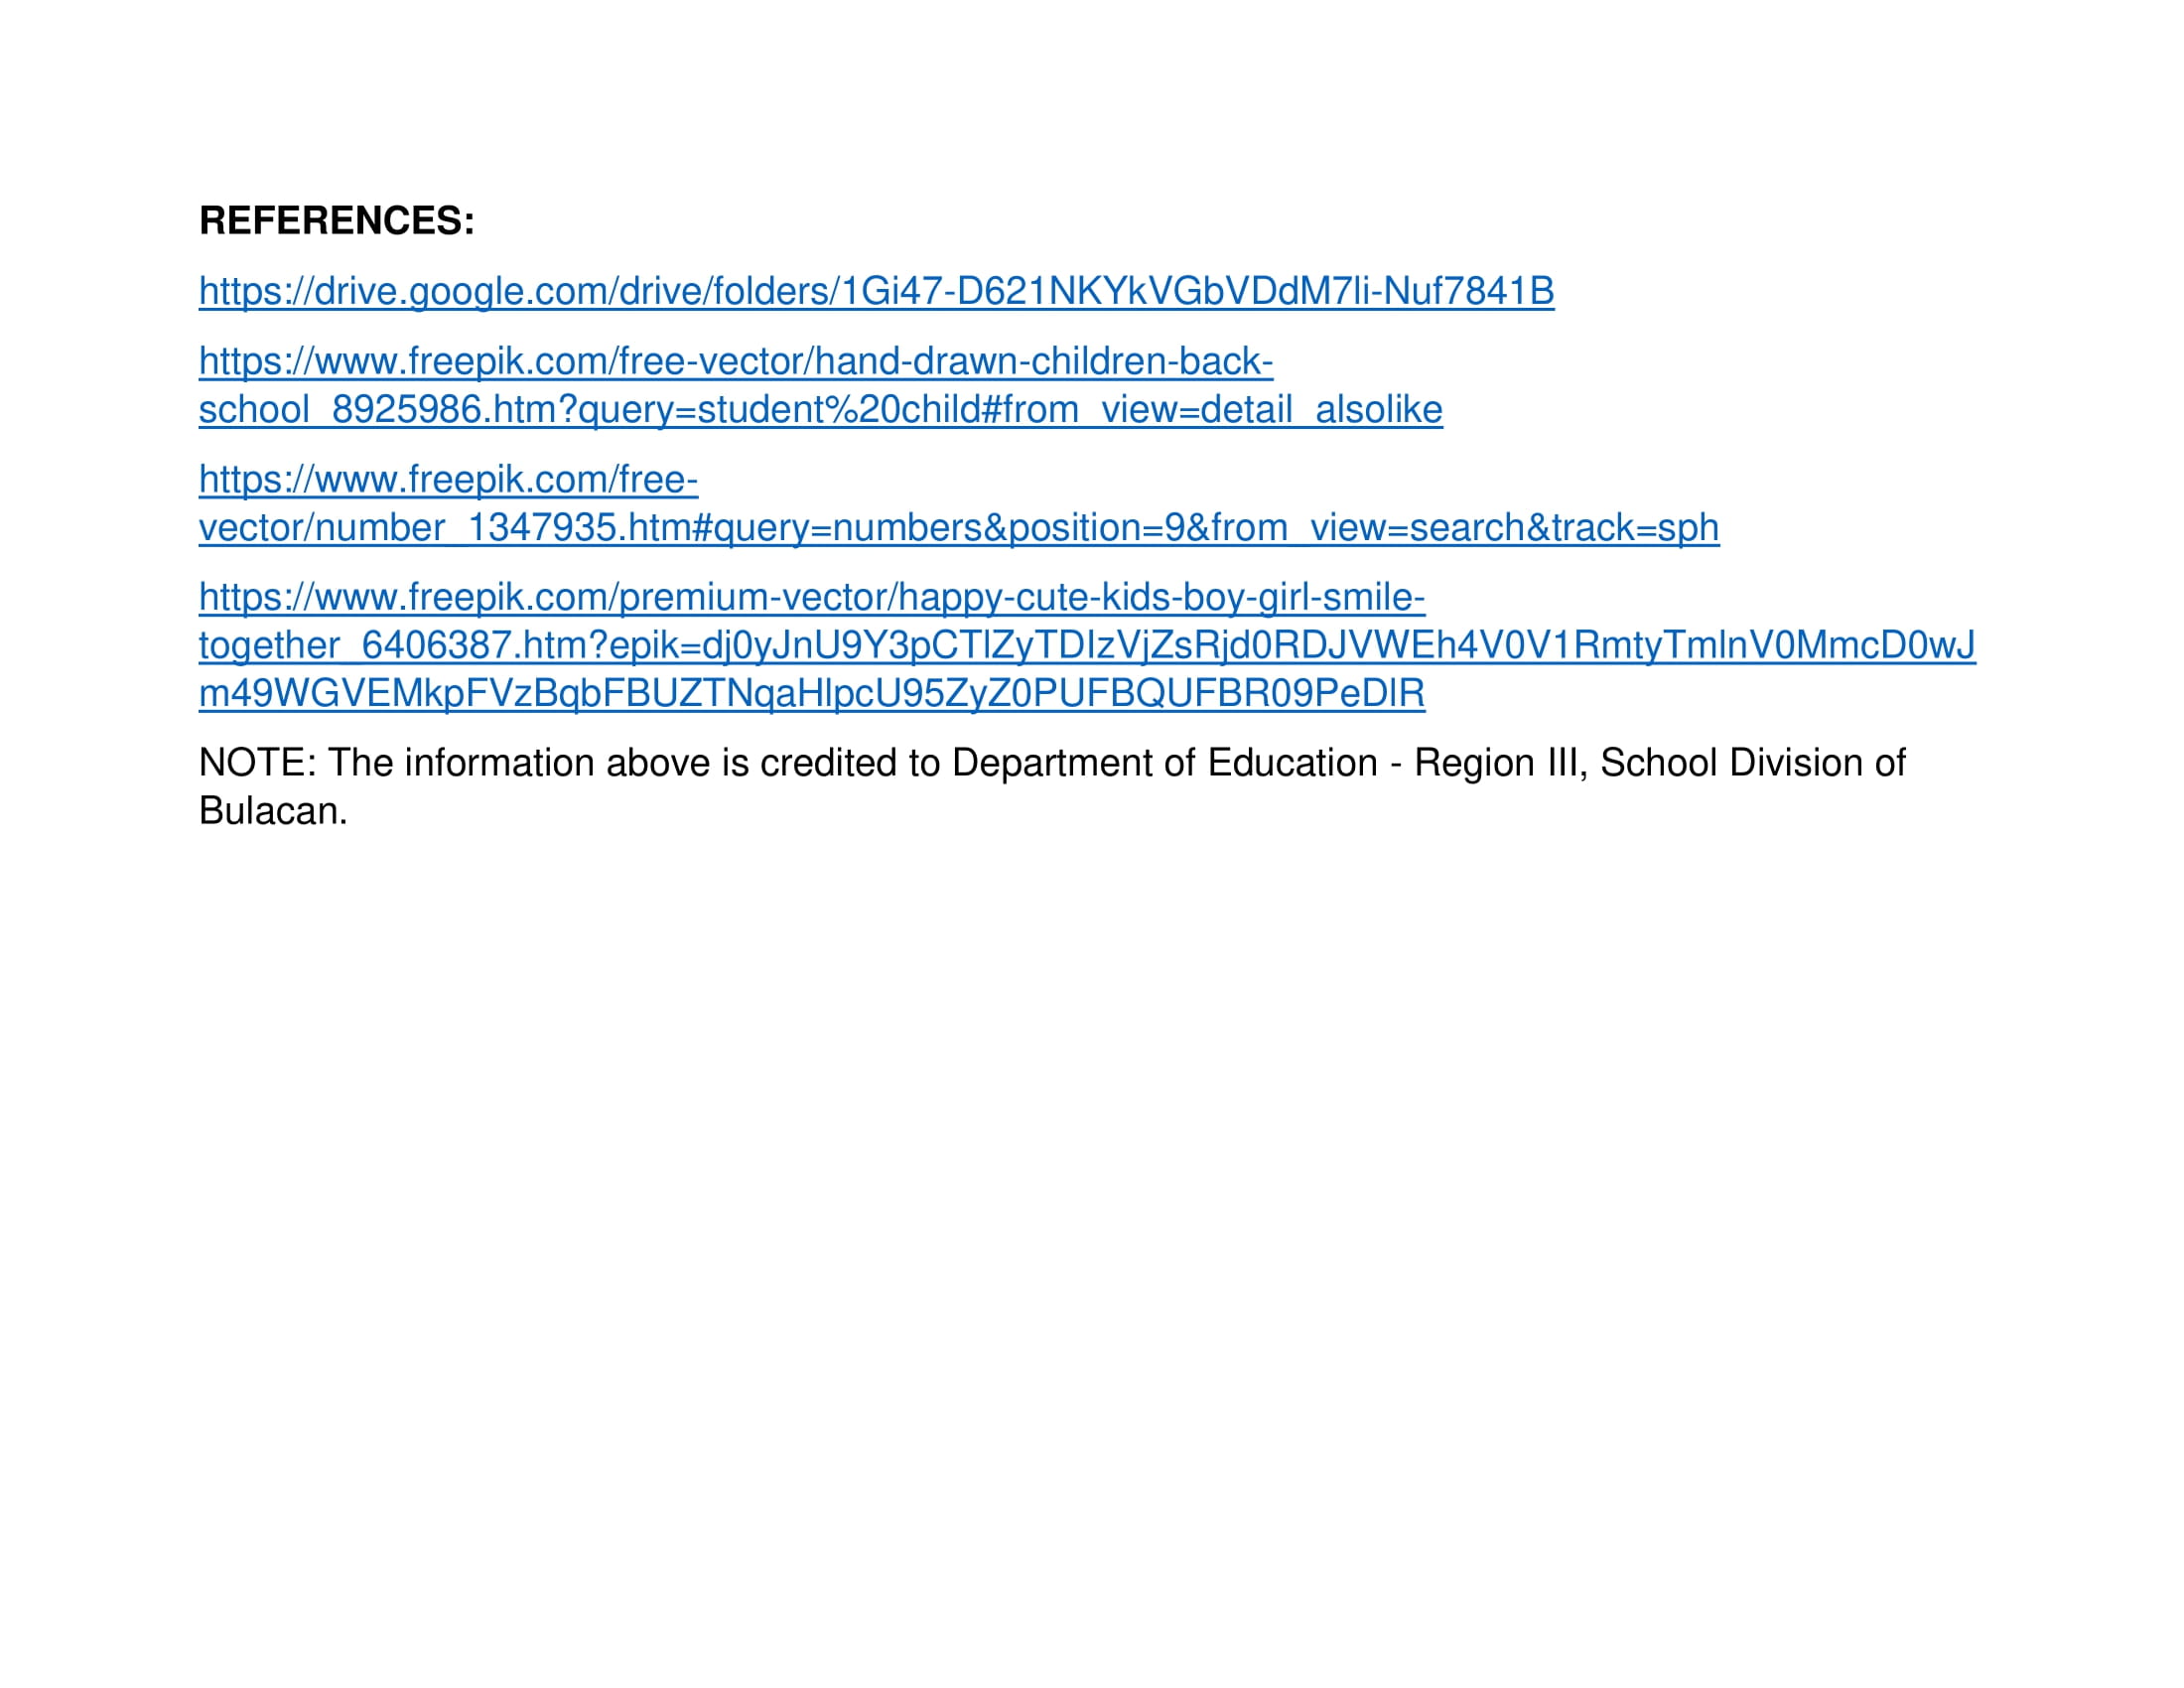 REFERENCES:
https://drive.google.com/drive/folders/1Gi47-D621NKYkVGbVDdM7li-Nuf7841B
https://www.freepik.com/free-vector/hand-drawn-children-back-
school_8925986.htm?query=student%20child#from_view=detail_alsolike
https://www.freepik.com/free-
vector/number_1347935.htm#query=numbers&position=9&from_view=search&track=sph
https://www.freepik.com/premium-vector/happy-cute-kids-boy-girl-smile-
together_6406387.htm?epik=dj0yJnU9Y3pCTlZyTDIzVjZsRjd0RDJVWEh4V0V1RmtyTmlnV0MmcD0wJ
m49WGVEMkpFVzBqbFBUZTNqaHlpcU95ZyZ0PUFBQUFBR09PeDlR
NOTE: The information above is credited to Department of Education - Region III, School Division of
Bulacan.